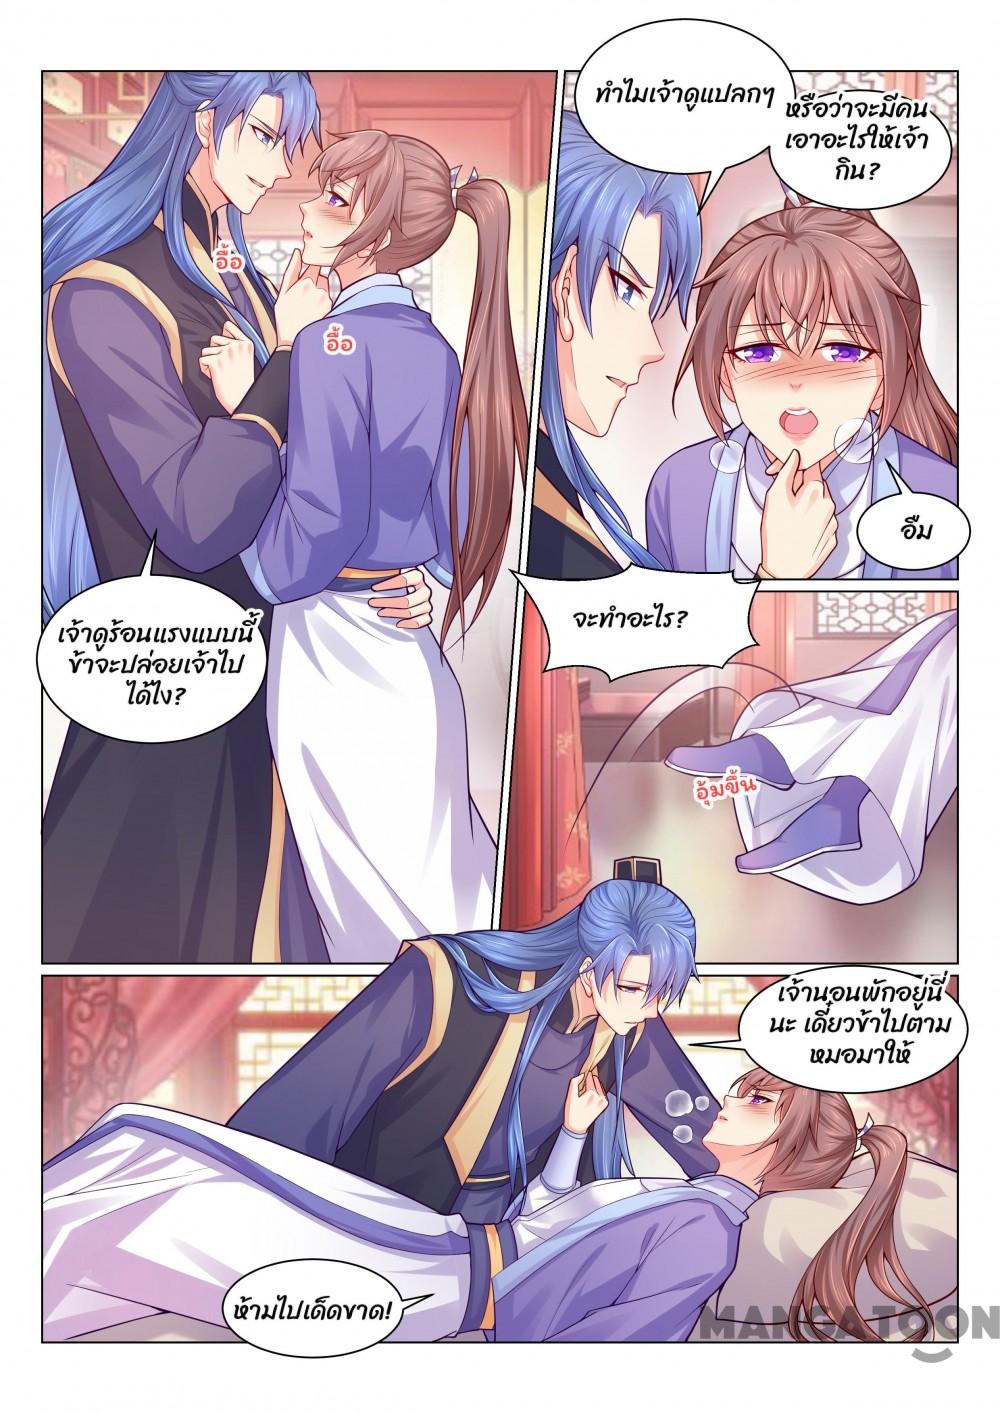 อื้อ
อื้อ
เจ้าดูร้อนแรงแบบนี้
ข้าจะปล่อยเจ้าไป
ได้ไง?
ทำไมเจ้าดูแปลกๆ
หรือว่าจะมีคน
เอาอะไรให้เจ้า
กิน?
อืม
จะทำอะไร?
อุ้มขึ้น
เจ้านอนพักอยู่นี่
นะ เดี๋ยวข้าไปตาม
หมอมาให้
ห้ามไปเด็ดขาด!
MANGATOON